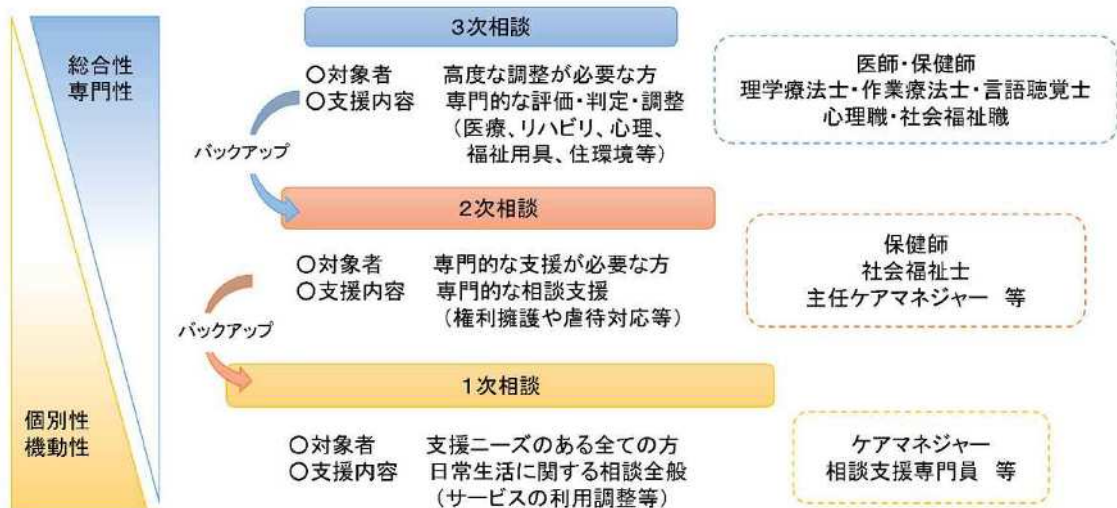 総合性
専門性
3次相談
○対象者 高度な調整が必要な方
○支援内容 専門的な評価・判定・調整
(医療、リハビリ、心理、
福祉用具、住環境等)
医師・保健師
理学療法士・作業療法士・言語聴覚士
心理職・社会福祉職
バックアップ
2次相談
○対象者 専門的な支援が必要な方
○支援内容 専門的な相談支援
(権利擁護や虐待対応等)
保健師
社会福祉士
主任ケアマネジャー 等
バックアップ
1次相談
個別性
機動性
○対象者 支援ニーズのある全ての方
○支援内容 日常生活に関する相談全般
(サービスの利用調整等)
ケアマネジャー
相談支援専門員 等